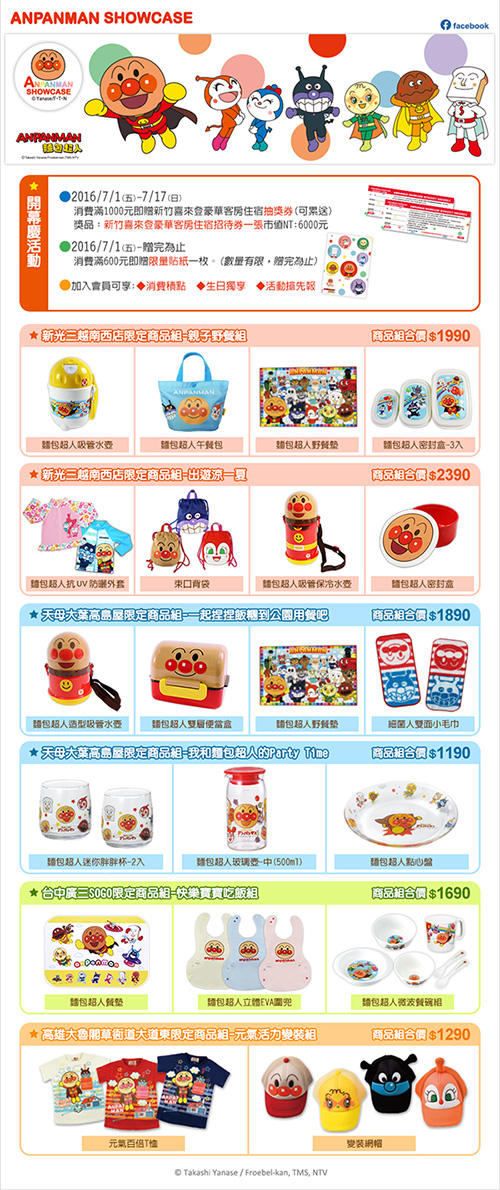 ANPANMAN SHOWCASE
facebook
ANPANMAN
SHOWCASE
©Yanase/F・T・N
ANPANMAN
麵包超人
開幕慶活動
●2016/7/1(五)-7/17(日)
消費滿1000元即贈新竹喜來登豪華客房住宿抽獎券(可累送)
獎品：新竹喜來登豪華客房住宿招待券一張市價NT:6000元
●2016/7/1(五)-贈完為止
消費滿600元即贈限量貼紙一枚。(數量有限，贈完為止)
●加入會員可享:◆消費積點 ◆生日獨享 ◆活動搶先報
★新光三越南西店限定商品組-親子野餐組 商品組合價$1990
ANPANMAN
麵包超人吸管水壺 麵包超人午餐包 麵包超人野餐墊 麵包超人密封盒-3入
★新光三越南西店限定商品組-出遊涼一夏 商品組合價$2390
麵包超人抗UV防曬外套 束口背袋 麵包超人吸管保冷水壺 麵包超人密封盒
★天母大葉高島屋限定商品組-一起捏捏飯糰到公園用餐吧 商品組合價$1890
麵包超人造型吸管水壺 麵包超人雙層便當盒 麵包超人野餐墊 細菌人雙面小毛巾
★天母大葉高島屋限定商品組-我和麵包超人的Party Time 商品組合價$1190
麵包超人迷你胖胖杯-2入 麵包超人玻璃壺-中(500ml) 麵包超人點心盤
★台中廣三SOGO限定商品組-快樂寶寶吃飯組 商品組合價$1690
anpanman
麵包超人餐墊 麵包超人立體EVA圍兜 麵包超人微波餐碗組
★高雄大魯閣草衙道大道東限定商品組-元氣活力變裝組 商品組合價$1290
元氣百倍T恤 變裝網帽
© Takashi Yanase / Froebel-kan, TMS, NTV